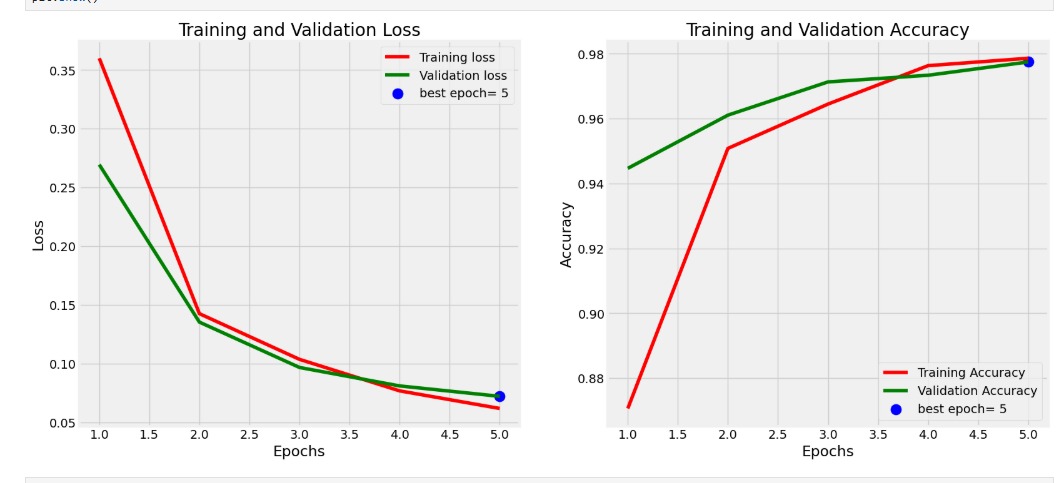 Training and Validation Loss
Training loss
Validation loss
best epoch= 5
0.35
0.30
0.25
0.20
0.15
0.10
0.05
Loss
1.0 1.5 2.0 2.5 3.0 3.5 4.0 4.5 5.0
Epochs
Training and Validation Accuracy
0.98
0.96
0.94
0.92
0.90
0.88
Accuracy
Training Accuracy
Validation Accuracy
best epoch= 5
1.0 1.5 2.0 2.5 3.0 3.5 4.0 4.5 5.0
Epochs